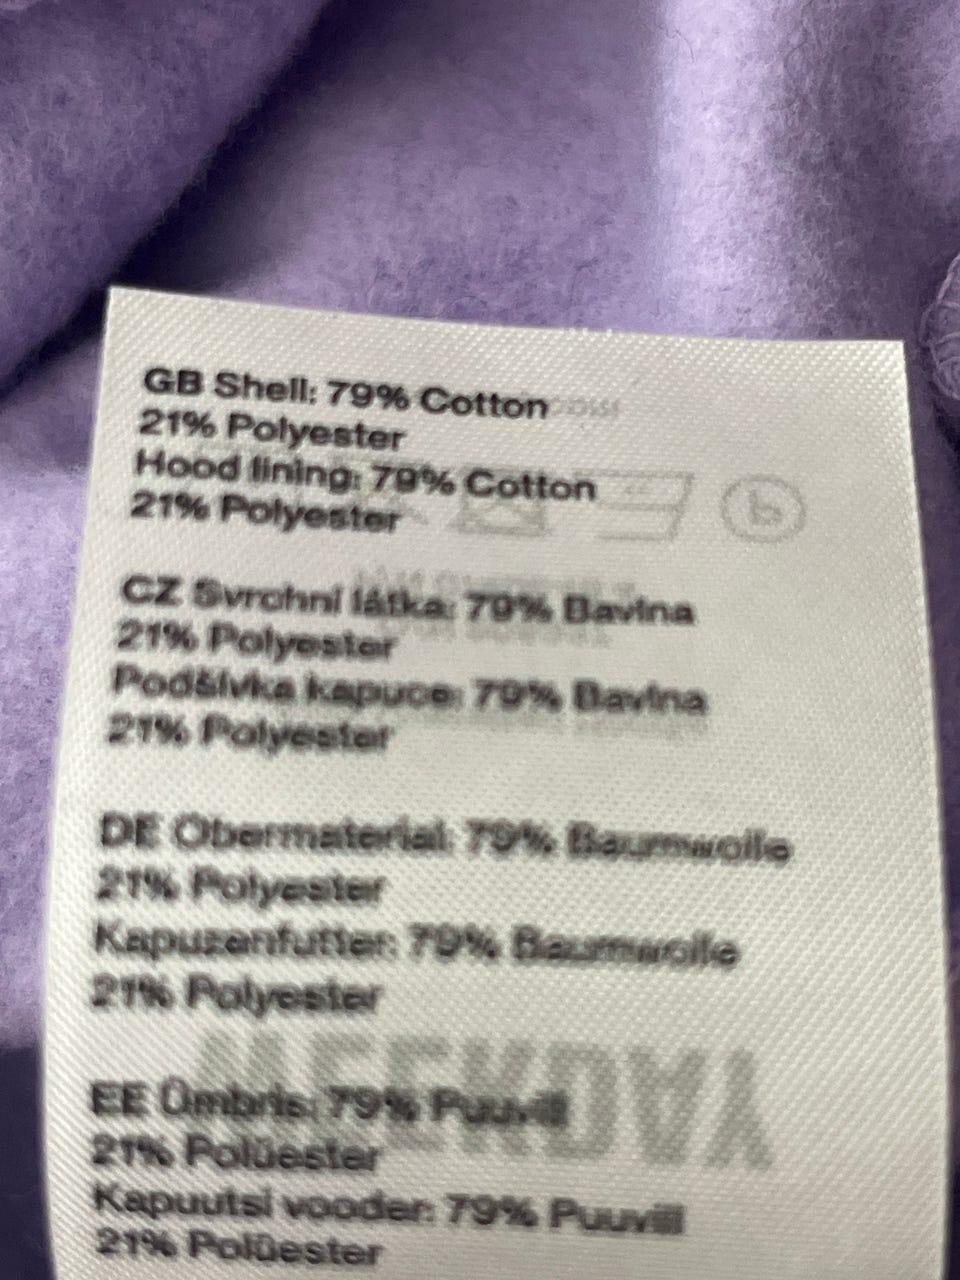 GB Shell: 79% Cotton
21% Polyester
Hood lining: 79% Cotton
21% Polyester
CZ Svrchní látka: 79% Bavlna
21% Polyester
Podšívka kapuce: 79% Bavlna
21% Polyester
DE Obermaterial: 79% Baumwolle
21% Polyester
Kapuzenfutter: 79% Baumwolle
21% Polyester
EE Ümbris: 79% Puuvill
21% Polüester
Kapuutsi vooder: 79% Puuvill
21% Polüester
WEEKDAY